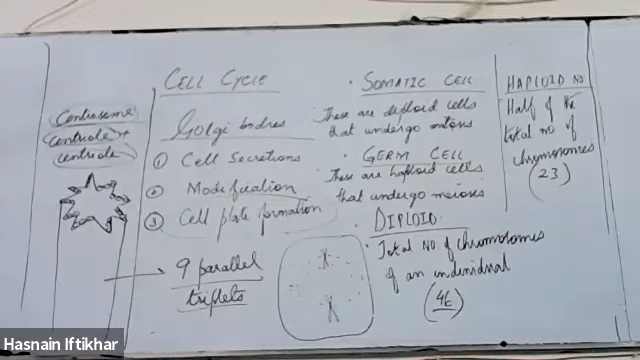 Centrosome
Centriole +
centriole
CELL CYCLE
Golgi bodies
① Cell Secretions
② Modification
③ Cell plate formation
9 parallel
triplets
• SOMATIC CELL
These are diploid cells
that undergo mitosis
• GERM CELL
These are haploid cells
that undergo meiosis
• DIPLOID
• Total NO of chromosomes
of an individual
(46)
HAPLOID NO
Half of the
total no of
chromosomes
(23)
Hasnain Iftikhar